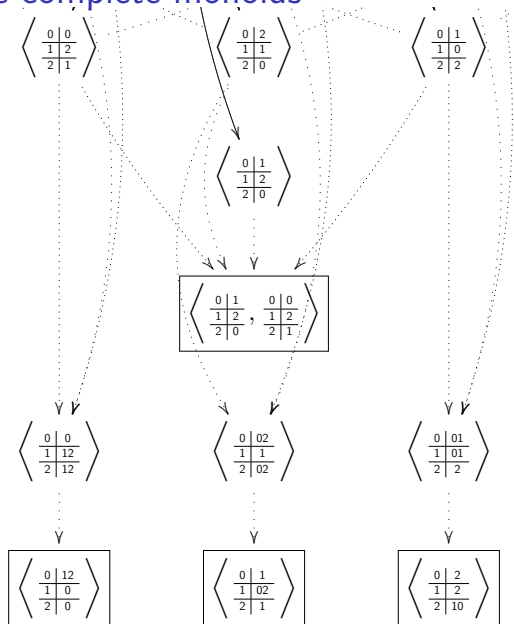 complete monoids
0 0 0 2 0 1
1 2 1 1 1 0
2 1 2 0 2 2
0 1
1 2
2 0
0 1 , 0 0
1 2 1 2
2 0 2 1
0 0 0 02 0 01
1 12 1 1 1 01
2 12 2 02 2 2
0 12 0 1 0 2
1 0 1 02 1 2
2 0 2 1 2 10